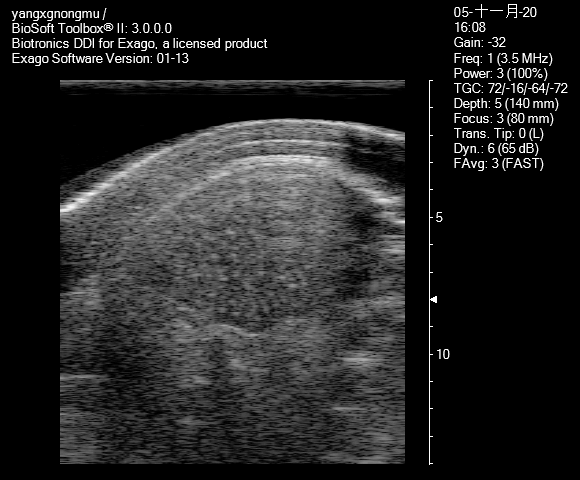 yangxgnongmu /
BioSoft Toolbox® II: 3.0.0.0
Biotronics DDI for Exago, a licensed product
Exago Software Version: 01-13
05-十一月-20
16:08
Gain: -32
Freq: 1 (3.5 MHz)
Power: 3 (100%)
TGC: 72/-16/-64/-72
Depth: 5 (140 mm)
Focus: 3 (80 mm)
Trans. Tip: 0 (L)
Dyn.: 6 (65 dB)
FAvg: 3 (FAST)
5
10